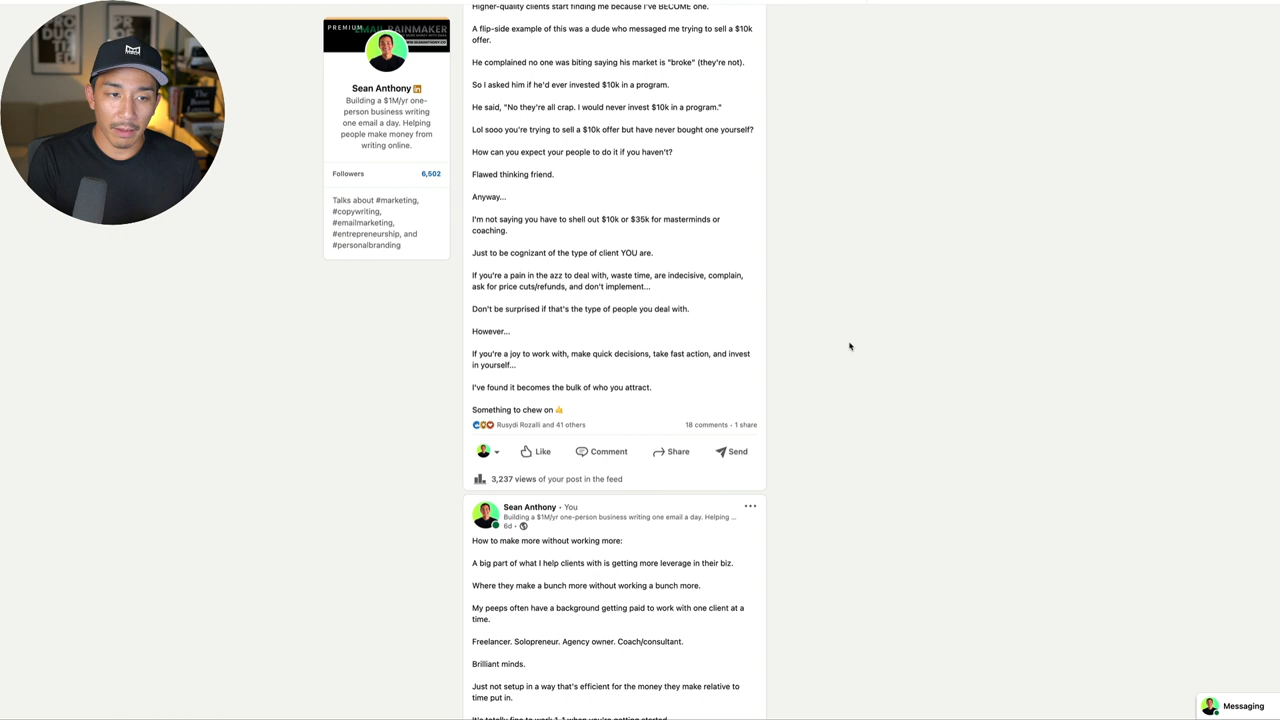 PREMIUM
EMAIL RAINMAKER
WWW.SEANANTHONY.CO
Sean Anthony
Building a $1M/yr one-
person business writing
one email a day. Helping
people make money from
writing online.
Followers 6,502
Talks about #marketing,
#copywriting,
#emailmarketing,
#entrepreneurship, and
#personalbranding
Higher-quality clients start finding me because I've BECOME one.
A flip-side example of this was a dude who messaged me trying to sell a $10k
offer.
He complained no one was biting saying his market is "broke" (they're not).
So I asked him if he'd ever invested $10k in a program.
He said, "No they're all crap. I would never invest $10k in a program."
Lol sooo you're trying to sell a $10k offer but have never bought one yourself?
How can you expect your people to do it if you haven't?
Flawed thinking friend.
Anyway...
I'm not saying you have to shell out $10k or $35k for masterminds or
coaching.
Just to be cognizant of the type of client YOU are.
If you're a pain in the azz to deal with, waste time, are indecisive, complain,
ask for price cuts/refunds, and don't implement...
Don't be surprised if that's the type of people you deal with.
However...
If you're a joy to work with, make quick decisions, take fast action, and invest
in yourself...
I've found it becomes the bulk of who you attract.
Something to chew on 🤙
Rusydi Rozalli and 41 others 18 comments • 1 share
Like Comment Share Send
3,237 views of your post in the feed
Sean Anthony • You
Building a $1M/yr one-person business writing one email a day. Helping ...
6d •
How to make more without working more:
A big part of what I help clients with is getting more leverage in their biz.
Where they make a bunch more without working a bunch more.
My peeps often have a background getting paid to work with one client at a
time.
Freelancer. Solopreneur. Agency owner. Coach/consultant.
Brilliant minds.
Just not setup in a way that's efficient for the money they make relative to
time put in.
It's totally fine to work 1-1 when you're getting started
Messaging